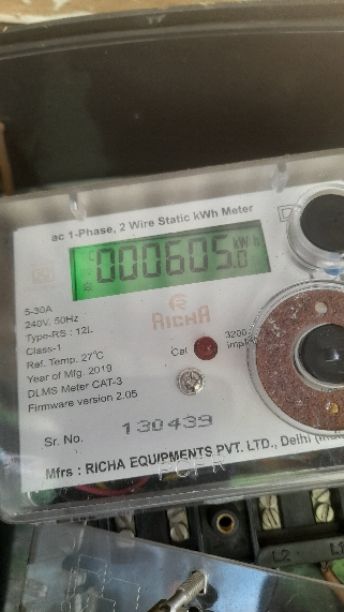 ac 1-Phase, 2 Wire Static kWh Meter
000605.0 kWh
5-30A
240V, 50Hz
Type-RS : 12L
Class-1
Ref. Temp. 27°C
Year of Mfg. 2019
DLMS Meter CAT-3
Firmware version 2.05
RICHA
Cal
3200
imp/
Sr. No. 130439
Mfrs : RICHA EQUIPMENTS PVT. LTD., Delhi
L2
L1